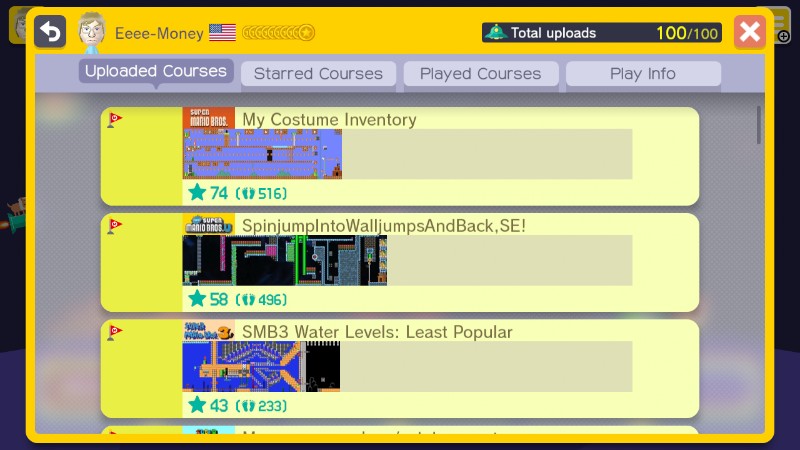 Eeee-Money
Total uploads 100/100
Uploaded Courses
Starred Courses
Played Courses
Play Info
SUPER
MARIO BROS.
My Costume Inventory
74 (516)
SUPER
MARIO BROS. U
SpinjumpIntoWalljumpsAndBack,SE!
58 (496)
SUPER
MARIO BROS. 3
SMB3 Water Levels: Least Popular
43 (233)